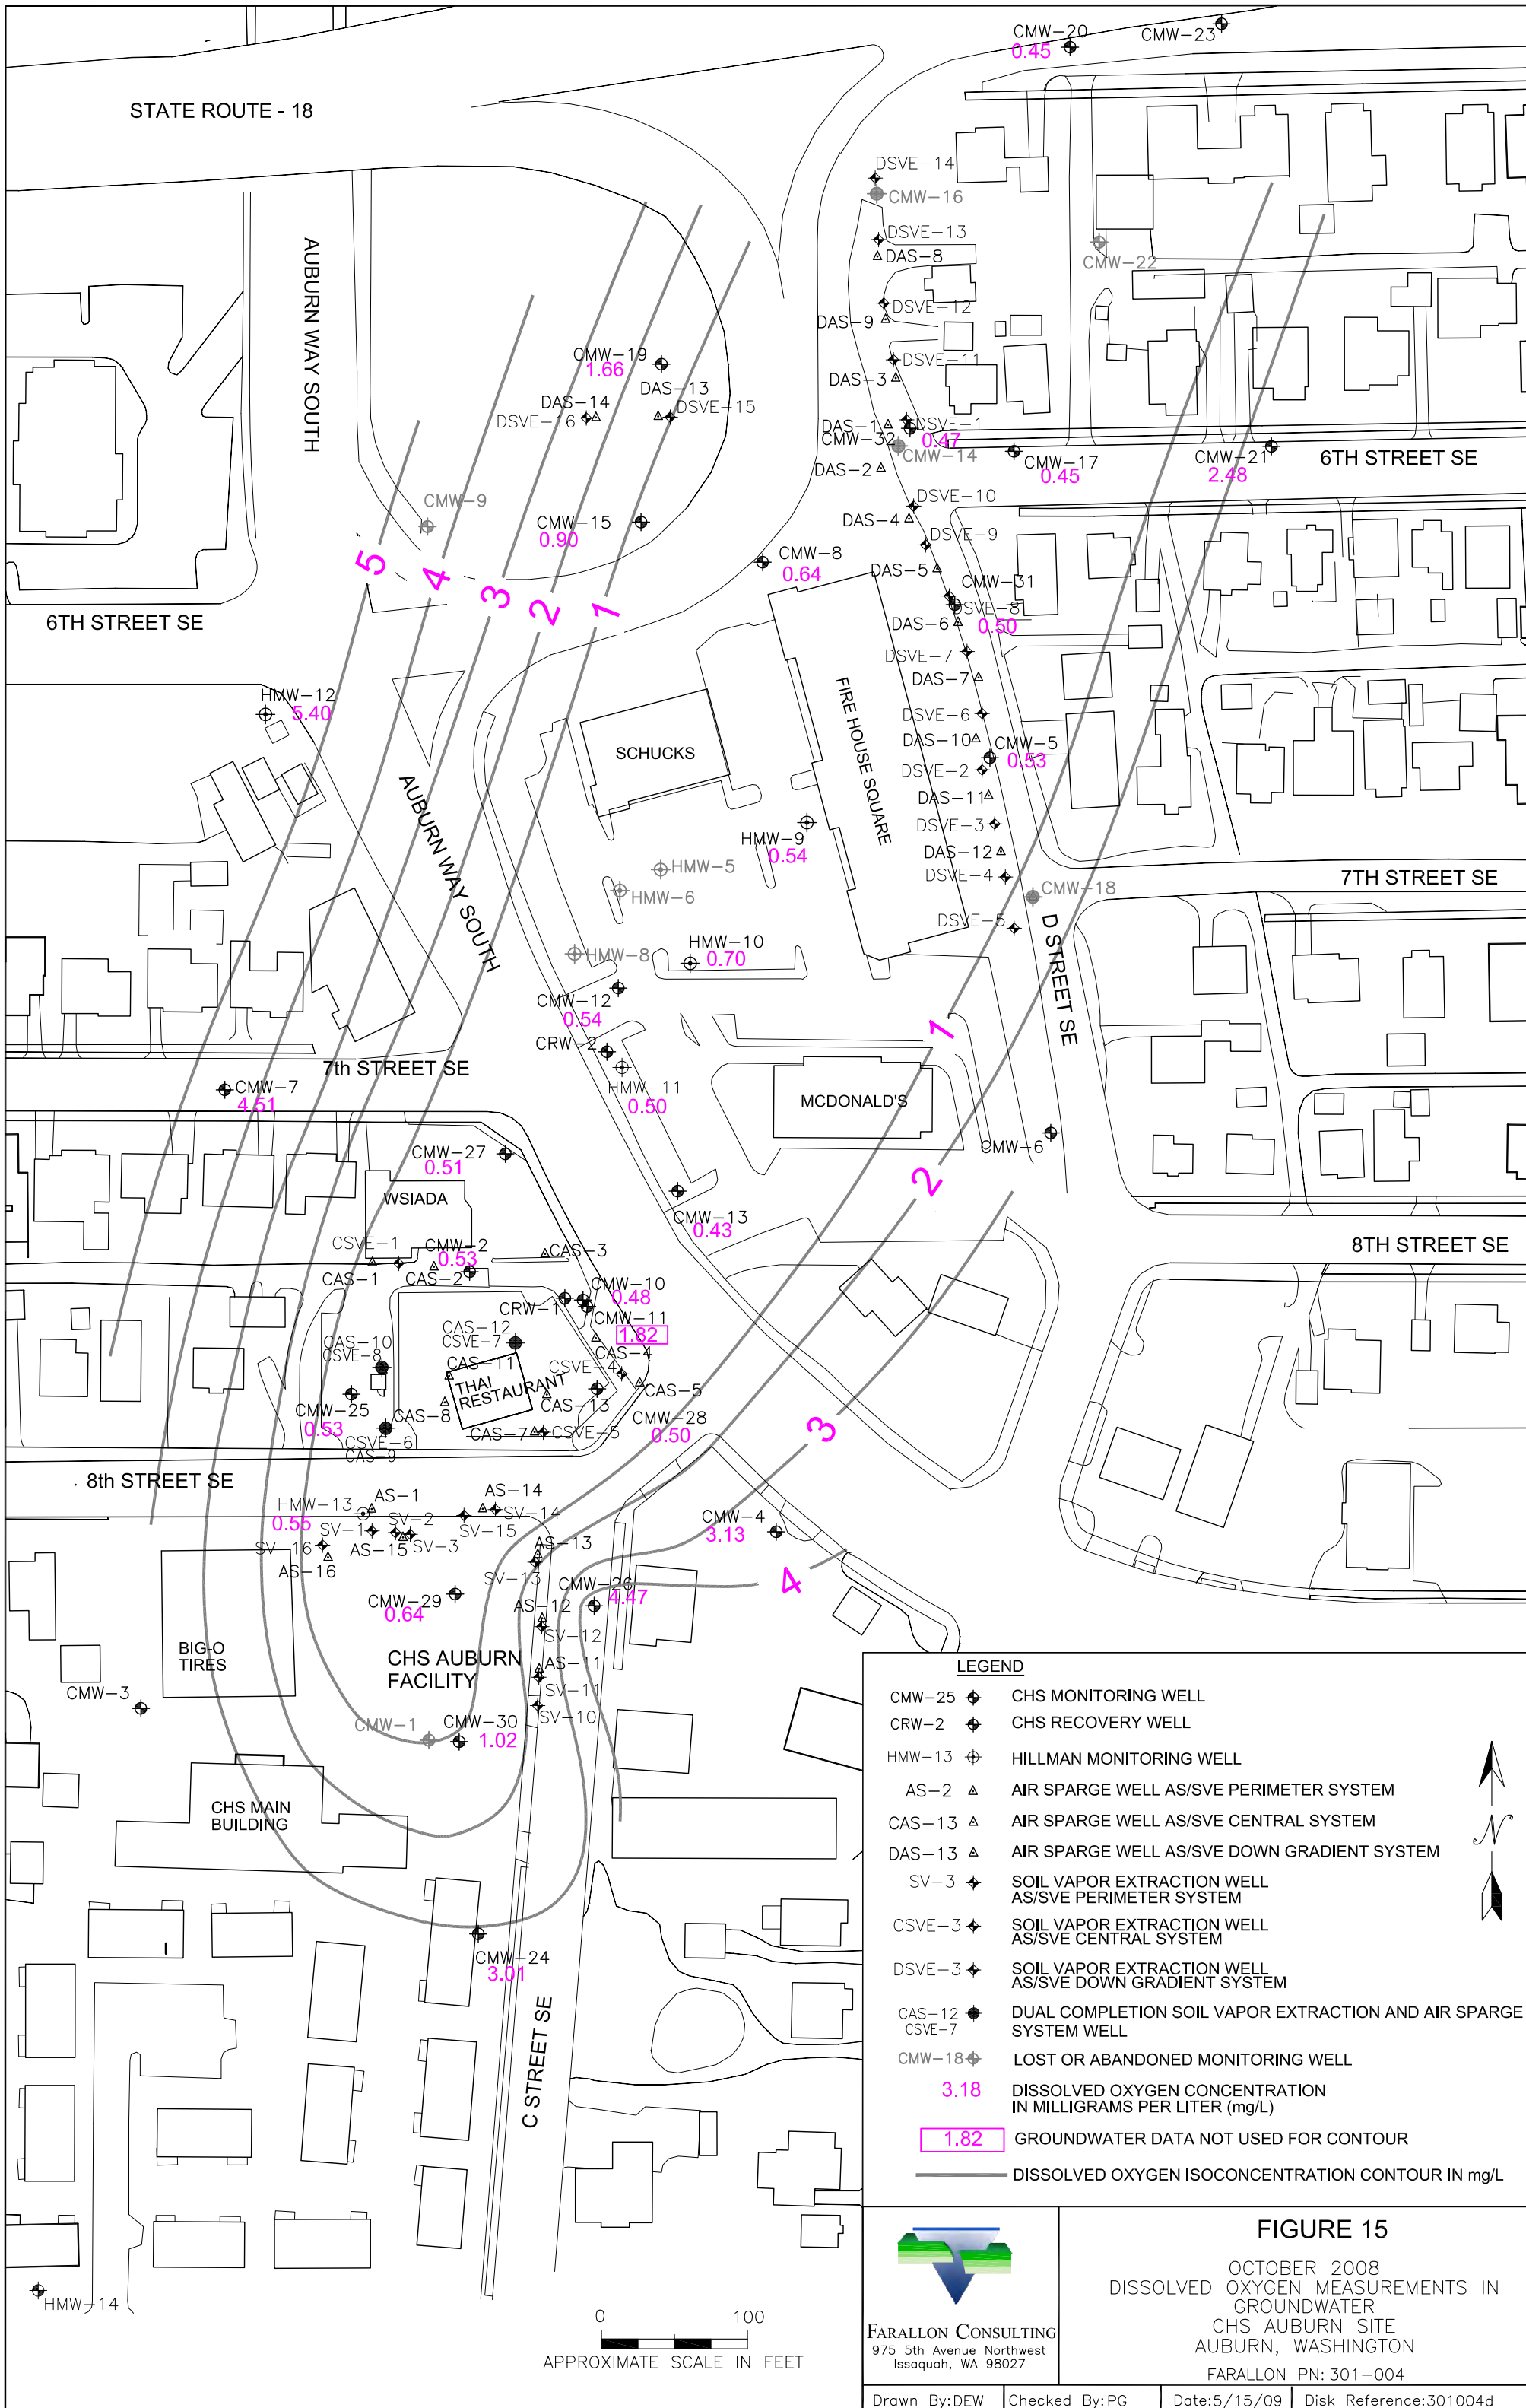 CMW-20
0.45
CMW-23
STATE ROUTE - 18
DSVE-14
CMW-16
DSVE-13
DAS-8
CMW-22
AUBURN WAY SOUTH
DSVE-12
DAS-9
CMW-19
1.66
DSVE-11
DAS-3
DAS-13
DAS-14
DSVE-15
DSVE-16
DAS-1
DSVE-1
CMW-32
0.47
CMW-14
CMW-17
0.45
CMW-21
2.48
6TH STREET SE
DAS-2
CMW-9
CMW-15
0.90
DSVE-10
DAS-4
DSVE-9
CMW-8
0.64
DAS-5
CMW-31
DSVE-8
0.50
DAS-6
5
4
3
2
1
6TH STREET SE
DSVE-7
DAS-7
HMW-12
5.40
DSVE-6
FIRE HOUSE SQUARE
SCHUCKS
DAS-10
CMW-5
0.53
DSVE-2
DAS-11
AUBURN WAY SOUTH
HMW-9
0.54
DSVE-3
DAS-12
HMW-5
DSVE-4
7TH STREET SE
HMW-6
CMW-18
DSVE-5
D STREET SE
HMW-8
HMW-10
0.70
CMW-12
0.54
1
CRW-2
7th STREET SE
HMW-11
0.50
CMW-7
4.51
MCDONALD'S
CMW-6
CMW-27
0.51
2
WSIADA
CMW-13
0.43
8TH STREET SE
CSVE-1
CMW-2
0.53
CAS-3
CAS-1
CAS-2
CMW-10
0.48
CRW-1
CMW-11
1.82
CAS-12
CSVE-7
CAS-10
CSVE-8
CAS-4
CAS-11
CSVE-4
THAI
RESTAURANT
CAS-5
CAS-13
CMW-25
0.53
CAS-8
CMW-28
0.50
3
CAS-7
CSVE-5
CSVE-6
CAS-9
8th STREET SE
HMW-13
0.55
AS-1
AS-14
SV-14
SV-1
SV-2
SV-15
CMW-4
3.13
SV-16
AS-15
SV-3
AS-13
AS-16
SV-13
4
CMW-29
0.64
CMW-26
4.47
AS-12
SV-12
BIG-O
TIRES
CHS AUBURN
FACILITY
AS-11
SV-11
CMW-3
SV-10
CMW-1
CMW-30
1.02
CHS MAIN
BUILDING
CMW-24
3.01
C STREET SE
HMW-14
0
100
APPROXIMATE SCALE IN FEET
LEGEND
CMW-25 CHS MONITORING WELL
CRW-2 CHS RECOVERY WELL
HMW-13 HILLMAN MONITORING WELL
AS-2 AIR SPARGE WELL AS/SVE PERIMETER SYSTEM
CAS-13 AIR SPARGE WELL AS/SVE CENTRAL SYSTEM
DAS-13 AIR SPARGE WELL AS/SVE DOWN GRADIENT SYSTEM
SV-3 SOIL VAPOR EXTRACTION WELL
AS/SVE PERIMETER SYSTEM
CSVE-3 SOIL VAPOR EXTRACTION WELL
AS/SVE CENTRAL SYSTEM
DSVE-3 SOIL VAPOR EXTRACTION WELL
AS/SVE DOWN GRADIENT SYSTEM
CAS-12 DUAL COMPLETION SOIL VAPOR EXTRACTION AND AIR SPARGE
CSVE-7 SYSTEM WELL
CMW-18 LOST OR ABANDONED MONITORING WELL
3.18 DISSOLVED OXYGEN CONCENTRATION
IN MILLIGRAMS PER LITER (mg/L)
1.82 GROUNDWATER DATA NOT USED FOR CONTOUR
DISSOLVED OXYGEN ISOCONCENTRATION CONTOUR IN mg/L
N
FARALLON CONSULTING
975 5th Avenue Northwest
Issaquah, WA 98027
FIGURE 15
OCTOBER 2008
DISSOLVED OXYGEN MEASUREMENTS IN
GROUNDWATER
CHS AUBURN SITE
AUBURN, WASHINGTON
FARALLON PN: 301-004
Drawn By:DEW
Checked By:PG
Date:5/15/09
Disk Reference:301004d